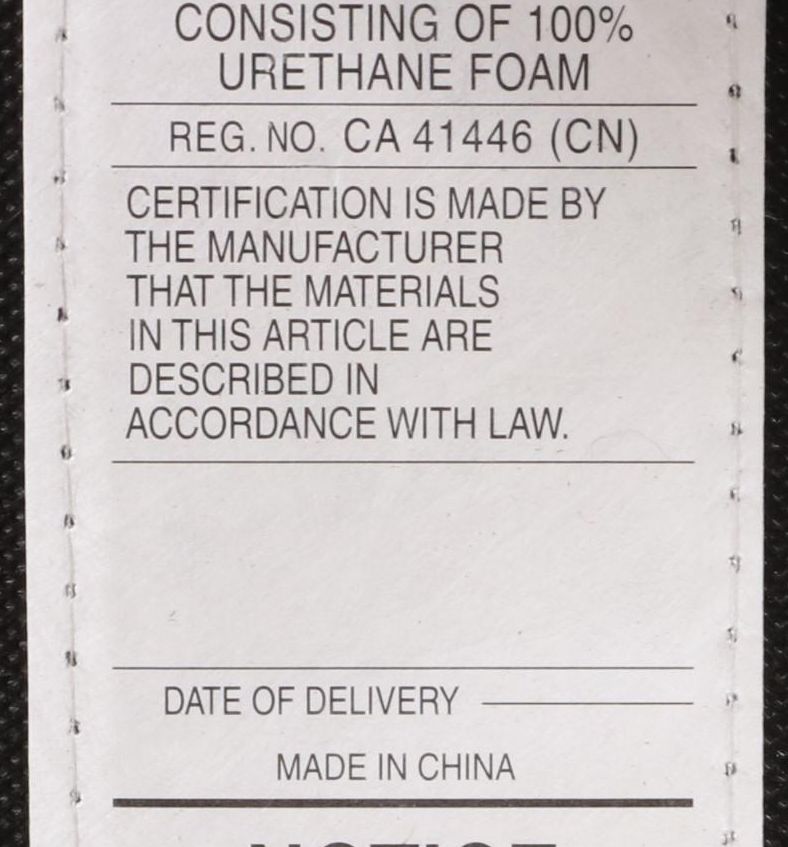 CONSISTING OF 100%
URETHANE FOAM
REG. NO. CA 41446 (CN)
CERTIFICATION IS MADE BY
THE MANUFACTURER
THAT THE MATERIALS
IN THIS ARTICLE ARE
DESCRIBED IN
ACCORDANCE WITH LAW.
DATE OF DELIVERY
MADE IN CHINA
NOTICE